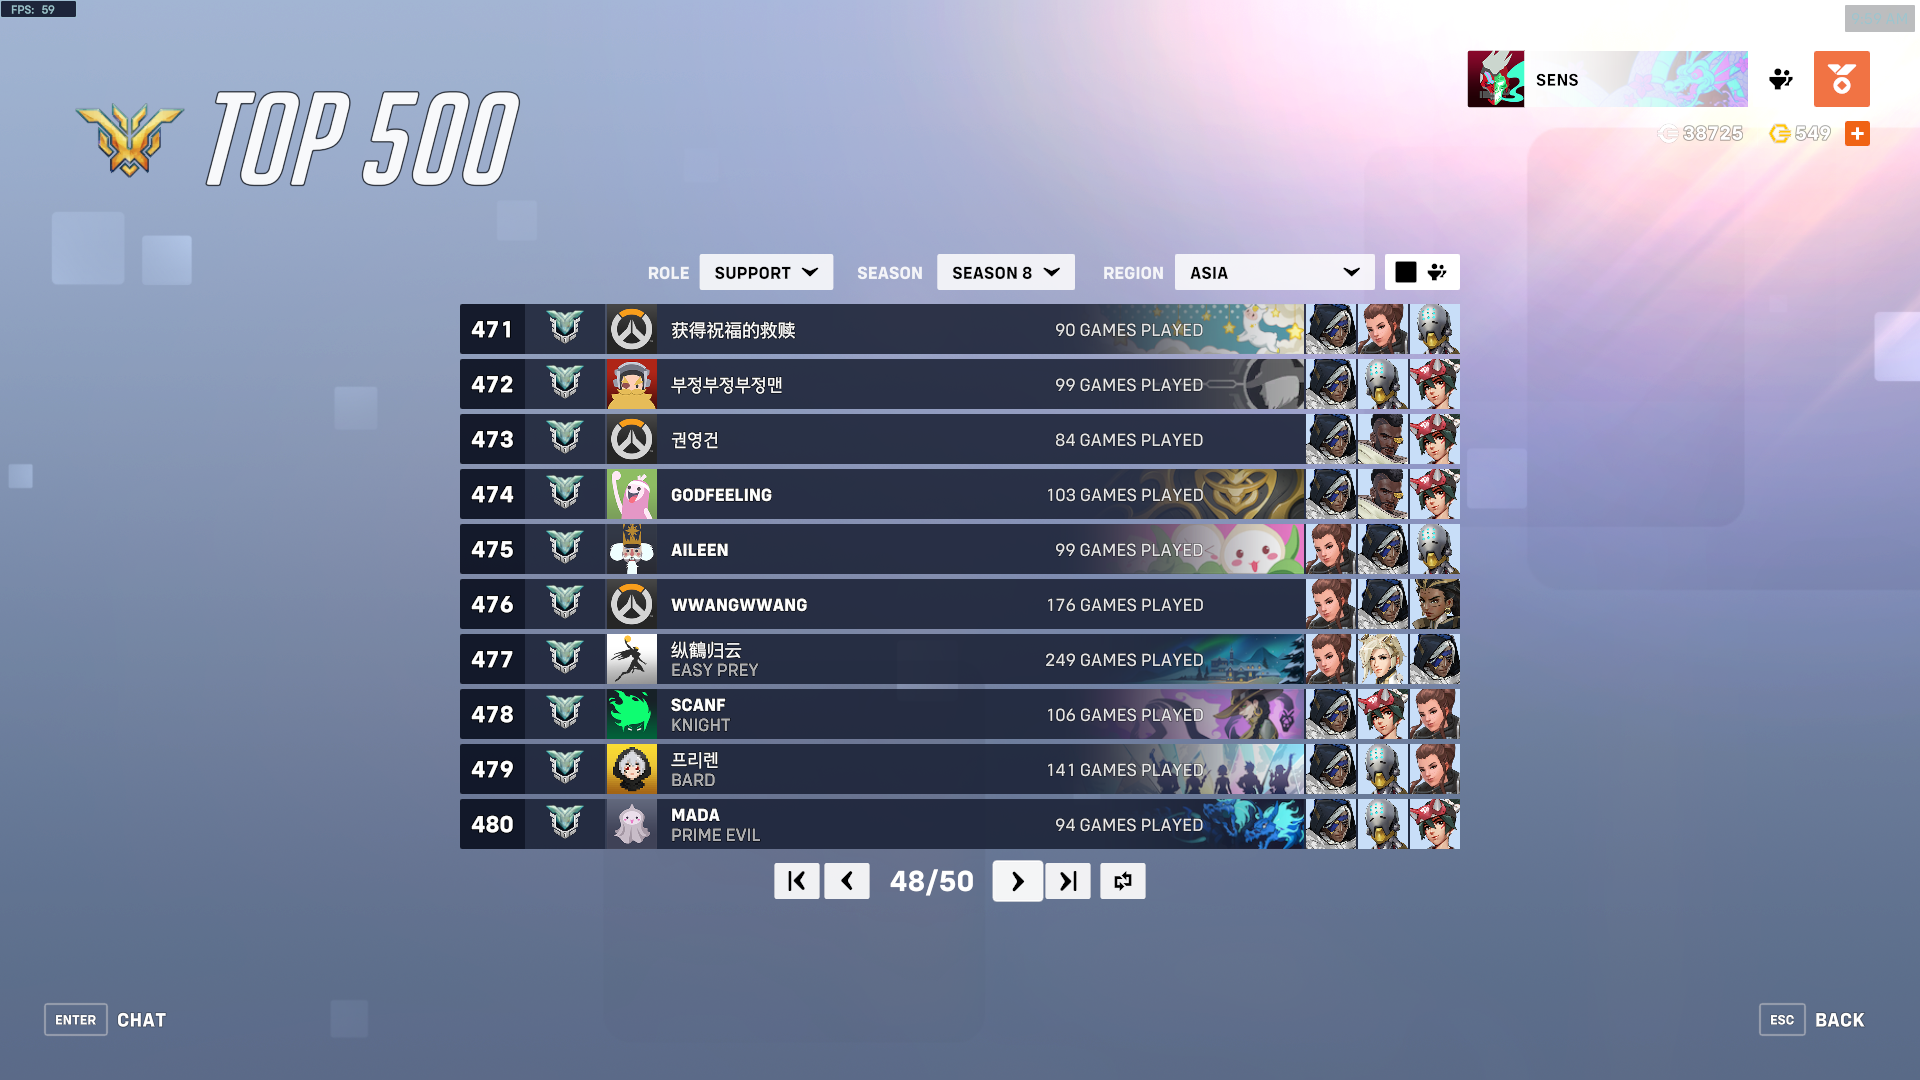 FPS: 59
TOP 500
SENS
38725
549
ROLE SUPPORT SEASON SEASON 8 REGION ASIA
471 获得祝福的救赎 90 GAMES PLAYED
472 부정부정부정맨 99 GAMES PLAYED
473 권영건 84 GAMES PLAYED
474 GODFEELING 103 GAMES PLAYED
475 AILEEN 99 GAMES PLAYED
476 WWANGWWANG 176 GAMES PLAYED
477 纵鶴归云 249 GAMES PLAYED
EASY PREY
478 SCANF 106 GAMES PLAYED
KNIGHT
479 프리렌 141 GAMES PLAYED
BARD
480 MADA 94 GAMES PLAYED
PRIME EVIL
48/50
ENTER CHAT
ESC BACK